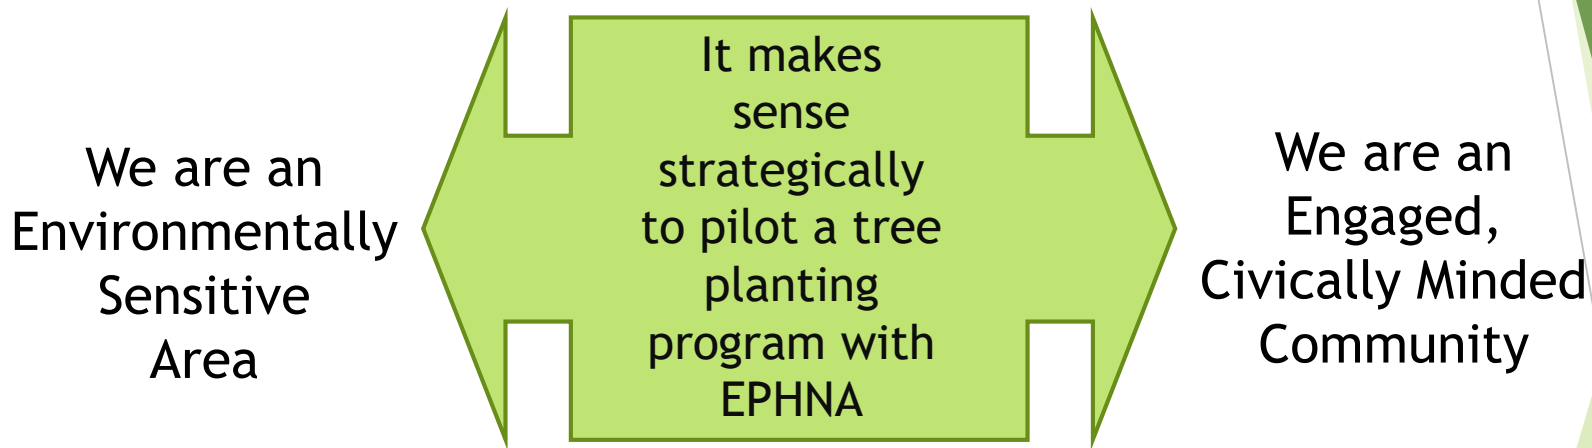 We are an
Environmentally
Sensitive
Area
It makes
sense
strategically
to pilot a tree
planting
program with
EPHNA
We are an
Engaged,
Civically Minded
Community